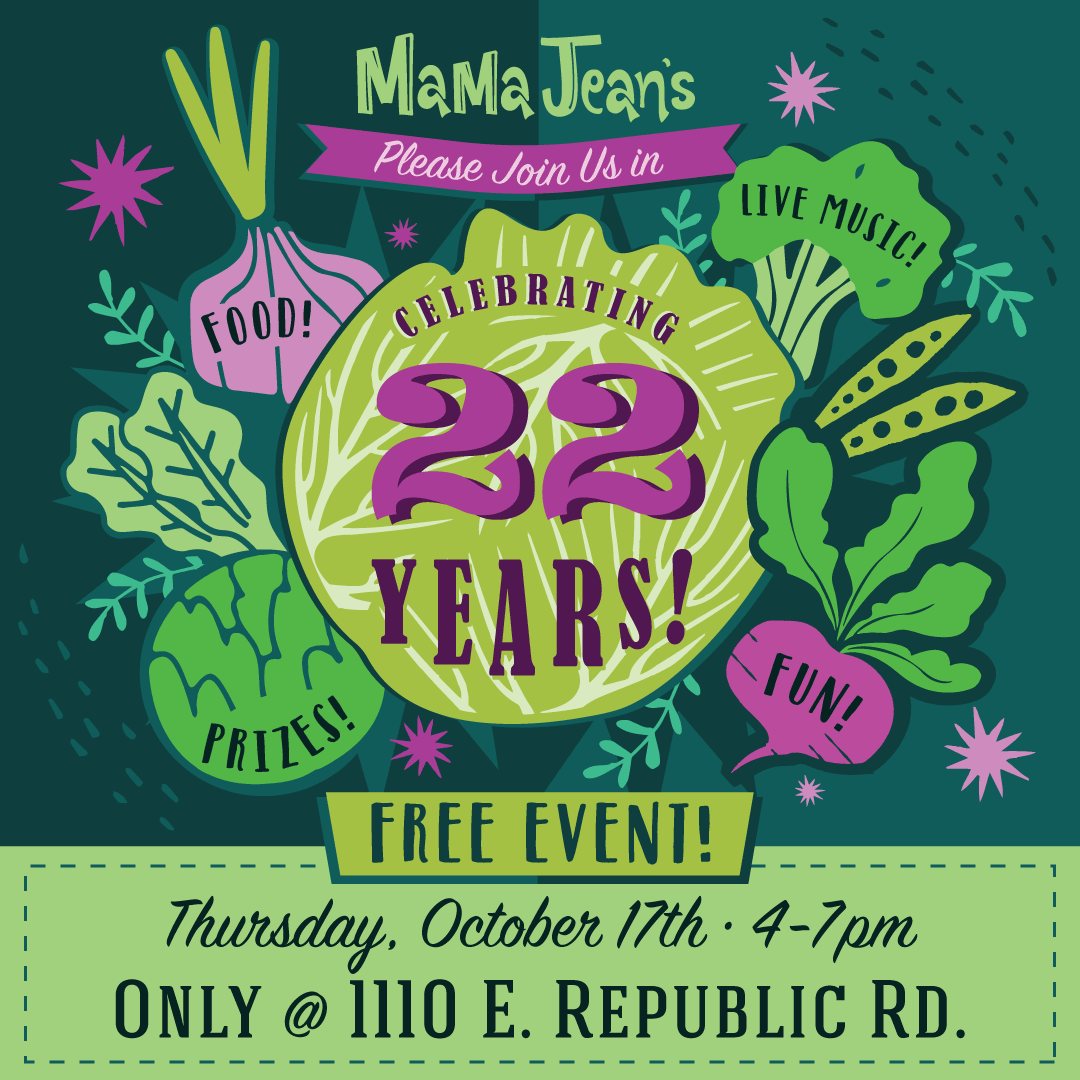 MaMa Jean's
Please Join Us in
LIVE MUSIC!
FOOD!
CELEBRATING
22
YEARS!
PRIZES!
FUN!
FREE EVENT!
Thursday, October 17th · 4-7pm
ONLY @ 1110 E. REPUBLIC RD.